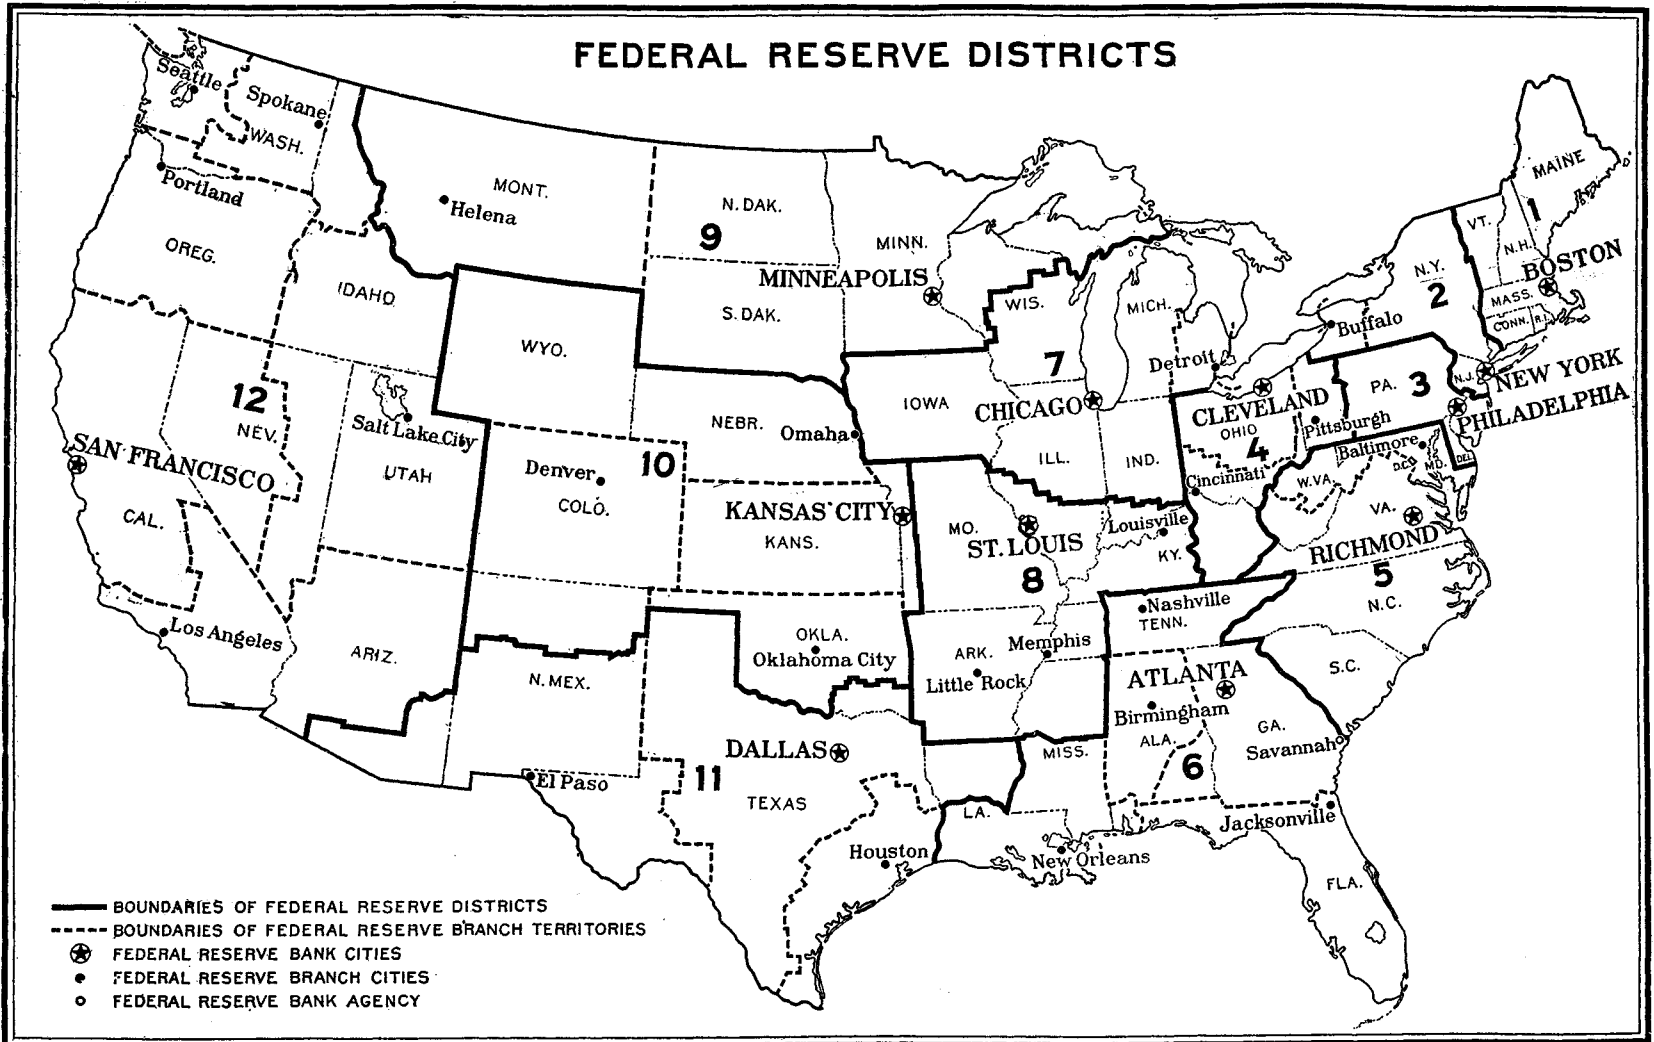 FEDERAL RESERVE DISTRICTS
Seattle
Spokane
WASH.
Portland
OREG.
IDAHO
MONT.
Helena
N. DAK.
9
S. DAK.
MINN.
MINNEAPOLIS
WIS.
MICH.
7
Detroit
MAINE
VT.
1
N.H.
BOSTON
MASS.
CONN.
R.I.
N.Y.
2
Buffalo
NEW YORK
N.J.
PA.
3
PHILADELPHIA
WYO.
12
NEV.
Salt Lake City
UTAH
SAN FRANCISCO
CAL.
Los Angeles
ARIZ.
NEBR.
Omaha
IOWA
CHICAGO
ILL.
IND.
CLEVELAND
OHIO
4
Pittsburgh
Cincinnati
Baltimore
D.C.
MD.
DEL.
W.VA.
VA.
RICHMOND
5
N.C.
S.C.
Denver
10
COLO.
KANSAS CITY
KANS.
MO.
ST. LOUIS
8
Louisville
KY.
Nashville
TENN.
Memphis
ARK.
Little Rock
OKLA.
Oklahoma City
N. MEX.
El Paso
DALLAS
11
TEXAS
Houston
LA.
New Orleans
MISS.
ATLANTA
Birmingham
ALA.
6
GA.
Savannah
Jacksonville
FLA.
BOUNDARIES OF FEDERAL RESERVE DISTRICTS
BOUNDARIES OF FEDERAL RESERVE BRANCH TERRITORIES
FEDERAL RESERVE BANK CITIES
FEDERAL RESERVE BRANCH CITIES
FEDERAL RESERVE BANK AGENCY